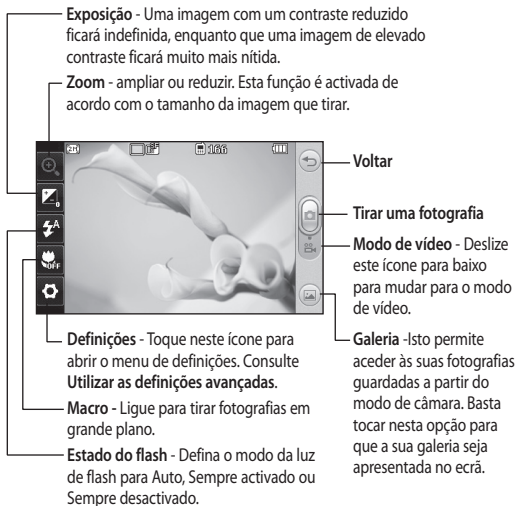 Exposição - Uma imagem com um contraste reduzido
ficará indefinida, enquanto que uma imagem de elevado
contraste ficará muito mais nítida.
Zoom - ampliar ou reduzir. Esta função é activada de
acordo com o tamanho da imagem que tirar.
2M
166
0
A
OFF
Voltar
Tirar uma fotografia
Modo de vídeo - Deslize
este ícone para baixo
para mudar para o modo
de vídeo.
Galeria -Isto permite
aceder às suas fotografias
guardadas a partir do
modo de câmara. Basta
tocar nesta opção para
que a sua galeria seja
apresentada no ecrã.
Definições - Toque neste ícone para
abrir o menu de definições. Consulte
Utilizar as definições avançadas.
Macro - Ligue para tirar fotografias em
grande plano.
Estado do flash - Defina o modo da luz
de flash para Auto, Sempre activado ou
Sempre desactivado.